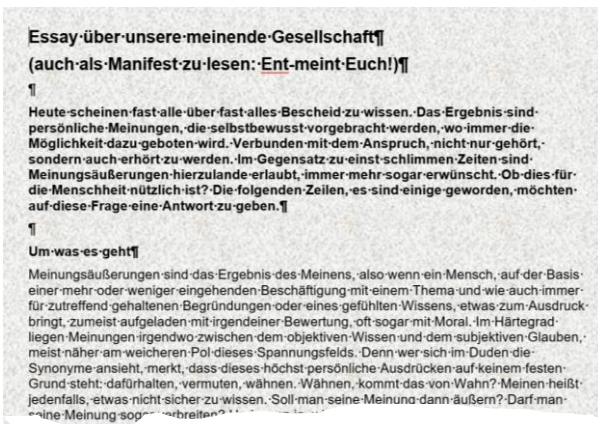 Essay über unsere meinende Gesellschaft¶
(auch als Manifest zu lesen: Ent-meint Euch!)¶
¶
Heute scheinen fast alle über fast alles Bescheid zu wissen. Das Ergebnis sind
persönliche Meinungen, die selbstbewusst vorgebracht werden, wo immer die
Möglichkeit dazu geboten wird. Verbunden mit dem Anspruch, nicht nur gehört,
sondern auch erhört zu werden. Im Gegensatz zu einst schlimmen Zeiten sind
Meinungsäußerungen hierzulande erlaubt, immer mehr sogar erwünscht. Ob dies für
die Menschheit nützlich ist? Die folgenden Zeilen, es sind einige geworden, möchten
auf diese Frage eine Antwort zu geben.¶
¶
Um was es geht¶
Meinungsäußerungen sind das Ergebnis des Meinens, also wenn ein Mensch, auf der Basis
einer mehr oder weniger eingehenden Beschäftigung mit einem Thema und wie auch immer
für zutreffend gehaltenen Begründungen oder eines gefühlten Wissens, etwas zum Ausdruck
bringt, zumeist aufgeladen mit irgendeiner Bewertung, oft sogar mit Moral. Im Härtegrad
liegen Meinungen irgendwo zwischen dem objektiven Wissen und dem subjektiven Glauben,
meist näher am weicheren Pol dieses Spannungsfelds. Denn wer sich im Duden die
Synonyme ansieht, merkt, dass dieses höchst persönliche Ausdrücken auf keinem festen
Grund steht: dafürhalten, vermuten, wähnen. Wähnen, kommt das von Wahn? Meinen heißt
jedenfalls, etwas nicht sicher zu wissen. Soll man seine Meinung dann äußern? Darf man
seine Meinung sogar verbreiten?